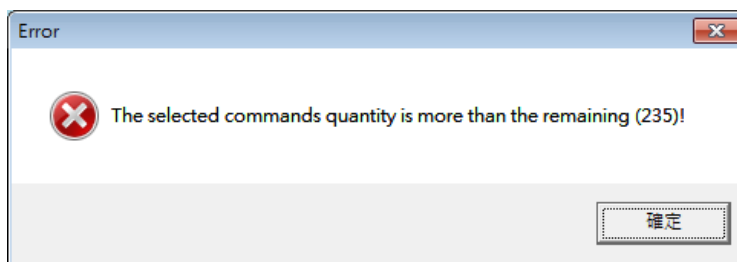 Error
The selected commands quantity is more than the remaining (235)!
確定